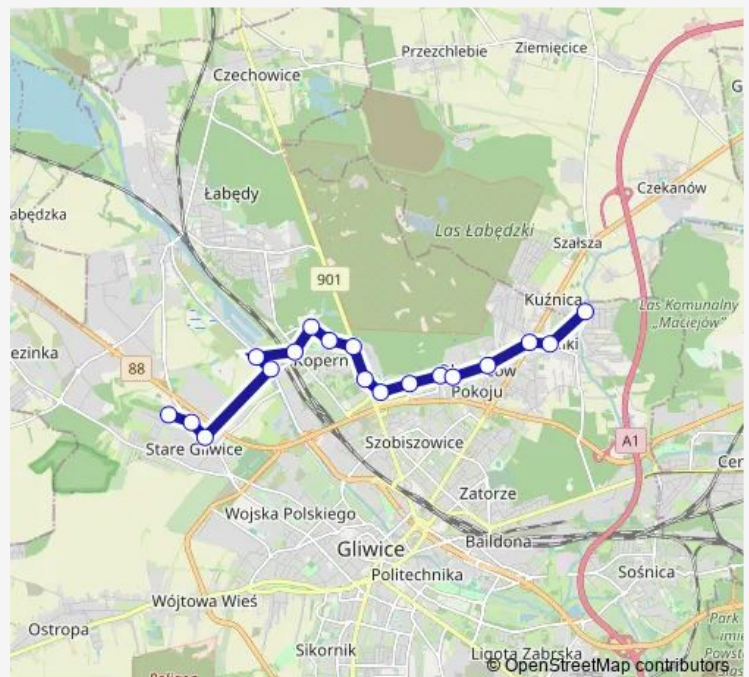 Przezchlebie
Ziemięcice
Czechowice
G
Czekanów
Łabędy
abędzka
Las Łabędzki
Szałsza
901
Kuźnica
Las Komunalny
„Maciejów”
ezinka
Kopern
88
Pokoju
A1
Szobiszowice
Stare Gliwice
Cer
Zatorze
Wojska Polskiego
Baildona
Gliwice
Politechnika
Sośnica
Wójtowa Wieś
Park
Ostropa
Sikornik
Ligota Zabrska
© OpenStreetMap contributors